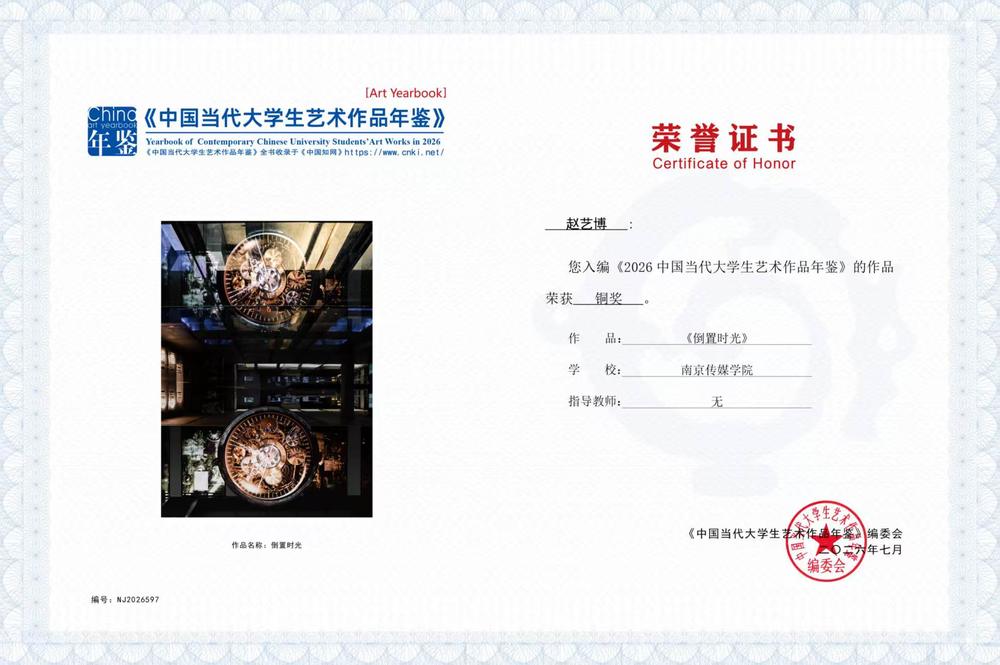 [Art Yearbook]
China
art yearbook
年鉴
《中国当代大学生艺术作品年鉴》
Yearbook of Contemporary Chinese University Students'Art Works in 2026
《中国当代大学生艺术作品年鉴》全书收录于《中国知网》https://www.cnki.net/
作品名称：倒置时光
编号：NJ2026597
荣誉证书
Certificate of Honor
赵艺博：
您入编《2026中国当代大学生艺术作品年鉴》的作品
荣获 铜奖 。
作 品：《倒置时光》
学 校：南京传媒学院
指导教师：无
《中国当代大学生艺术作品年鉴》编委会
二〇二六年七月
编委会